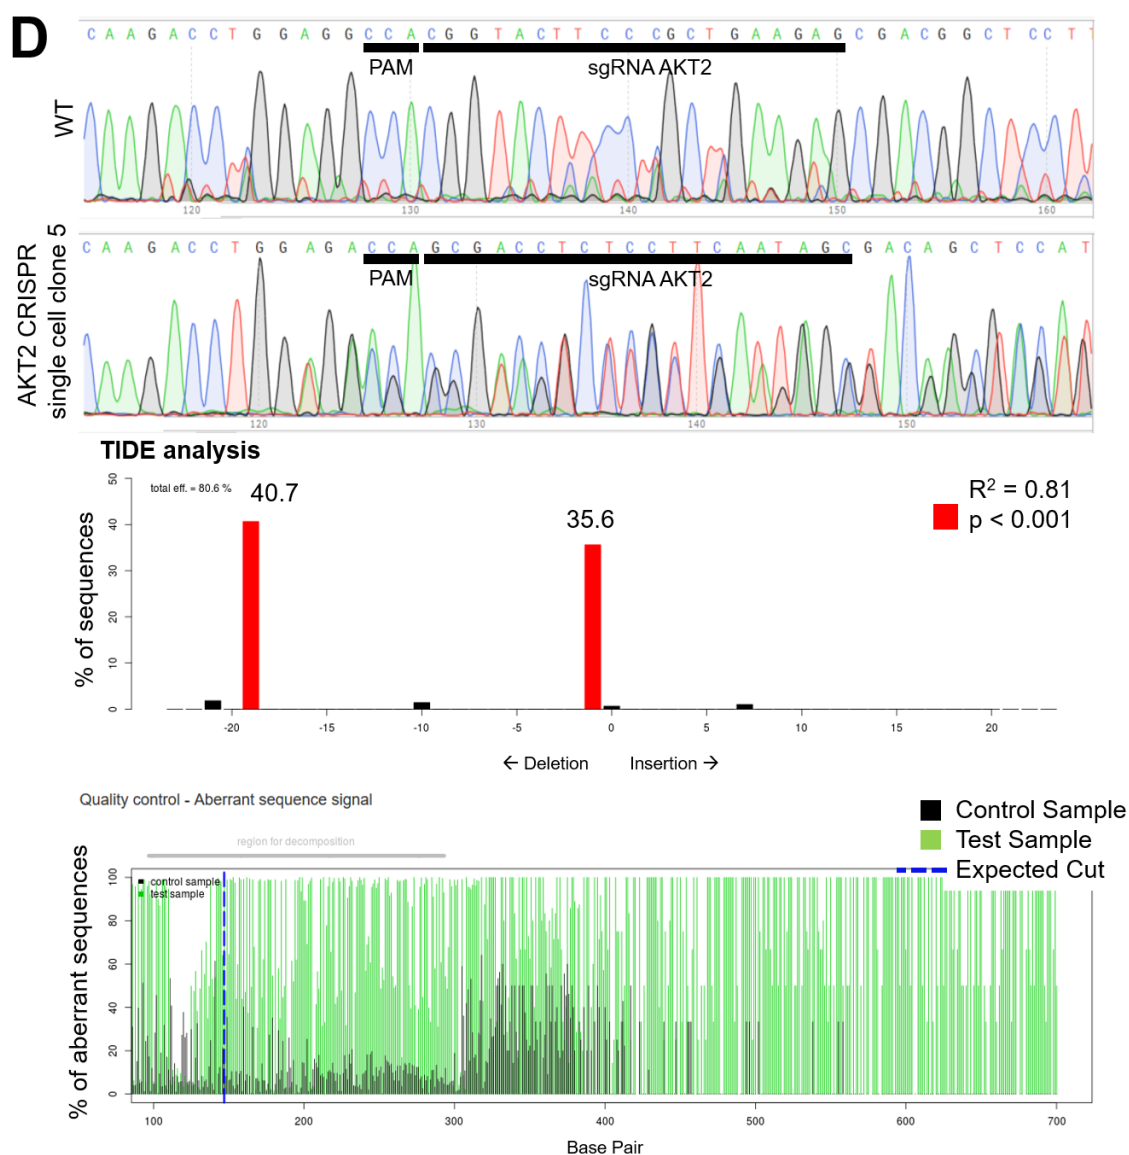 D
C A A G A C C T G G A G G C C A C G G T A C T T C C C G C T G A A G A G C G A C G G C T C C T T
PAM
sgRNA AKT2
WT
120 130 140 150 160
C A A G A C C T G G A G A C C A G C G A C C T C T C C T T C A A T A G C G A C A G C T C C A T
PAM
sgRNA AKT2
AKT2 CRISPR
single cell clone 5
120 130 140 150
TIDE analysis
total eff. = 80.6 %
40.7
35.6
R² = 0.81
p < 0.001
% of sequences
50
40
30
20
10
0
-20 -15 -10 -5 0 5 10 15 20
← Deletion Insertion →
Quality control - Aberrant sequence signal
Control Sample
Test Sample
Expected Cut
region for decomposition
control sample
test sample
% of aberrant sequences
100
80
60
40
20
0
100 200 300 400 500 600 700
Base Pair